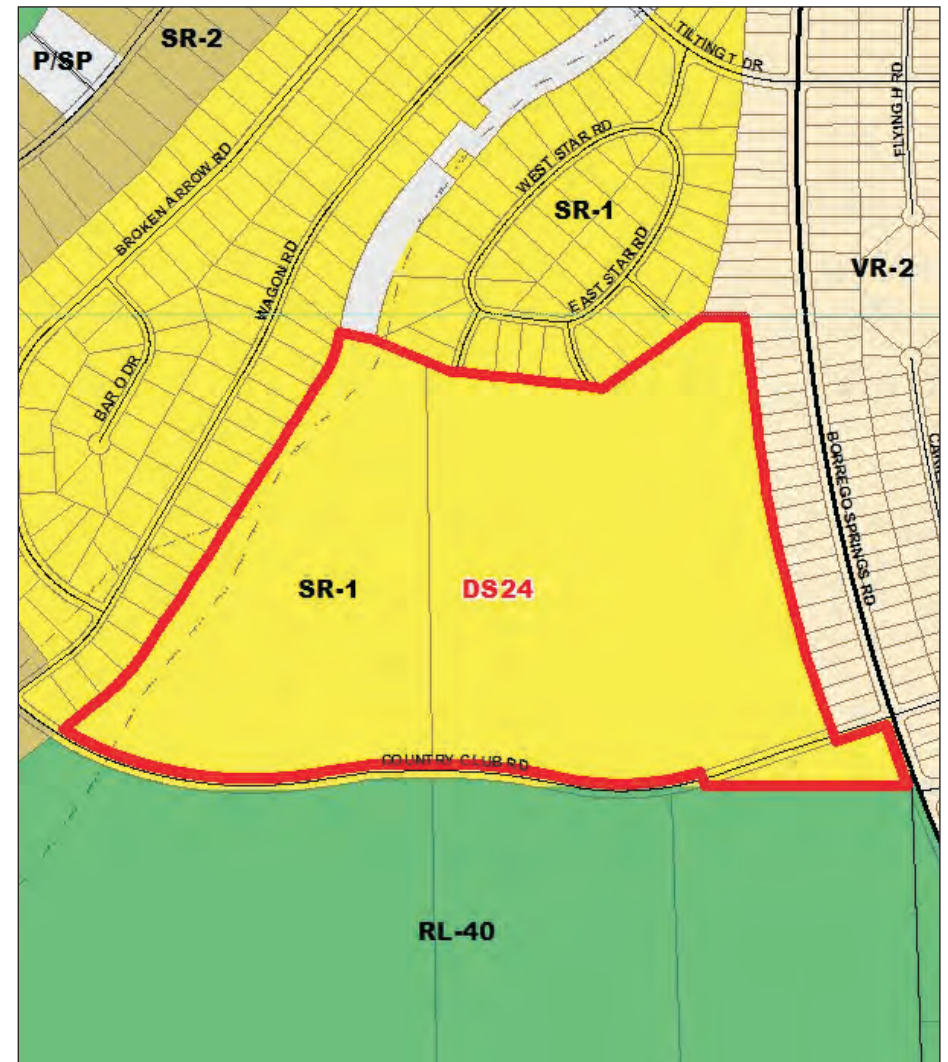 SR-2
P/SP
TILTING T DR
FLYING H RD
BROKEN ARROW RD
WEST STAR RD
SR-1
WAGON RD
EAST STAR RD
VR-2
BAR O DR
BORREGO SPRINGS RD
SR-1
DS24
COUNTRY CLUB RD
RL-40